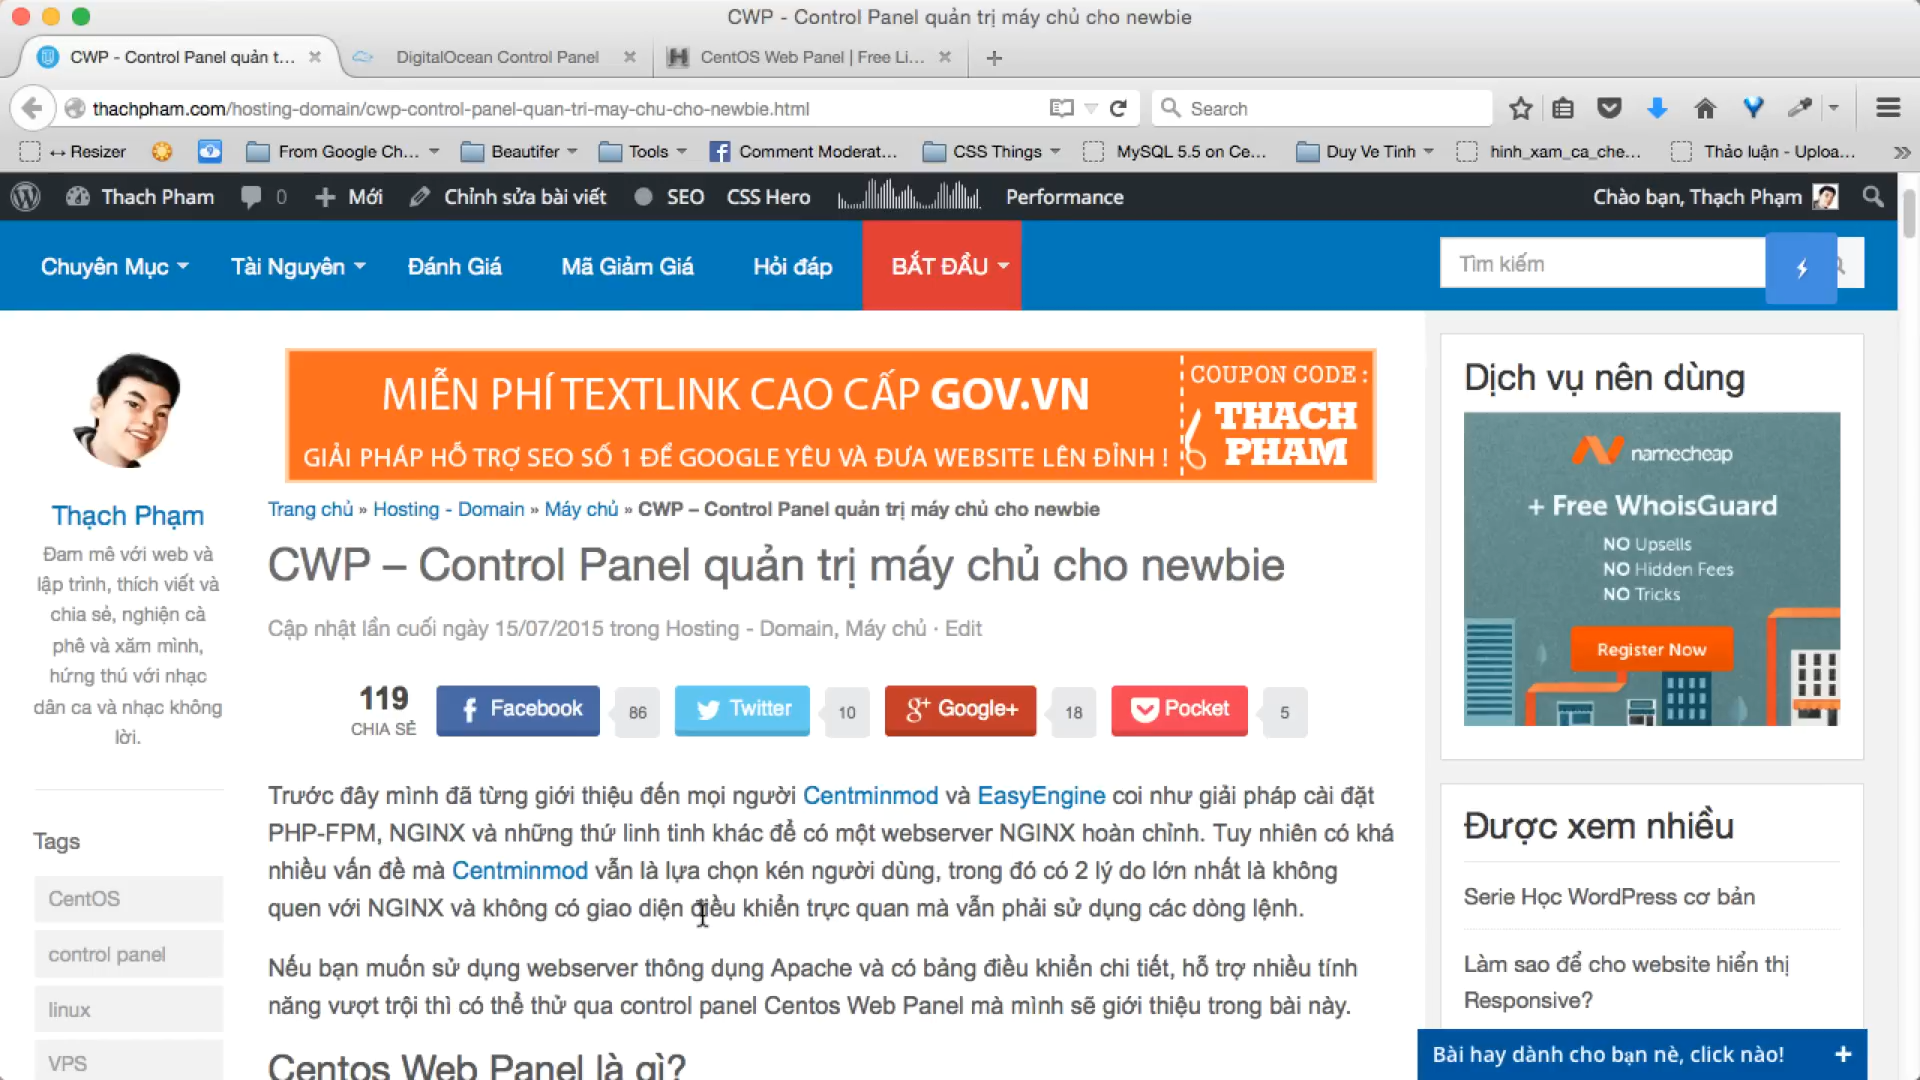 CWP - Control Panel quản trị máy chủ cho newbie
CWP - Control Panel quản t...
DigitalOcean Control Panel
CentOS Web Panel | Free Li...
thachpham.com/hosting-domain/cwp-control-panel-quan-tri-may-chu-cho-newbie.html
Search
↔ Resizer
From Google Ch...
Beautifer
Tools
Comment Moderat...
CSS Things
MySQL 5.5 on Ce...
Duy Ve Tinh
hinh_xam_ca_che...
Thảo luận - Uploa...
Thach Pham
0
Mới
Chỉnh sửa bài viết
SEO
CSS Hero
Performance
Chào bạn, Thạch Phạm
Chuyên Mục
Tài Nguyên
Đánh Giá
Mã Giảm Giá
Hỏi đáp
BẮT ĐẦU
Tìm kiếm
MIỄN PHÍ TEXTLINK CAO CẤP GOV.VN
GIẢI PHÁP HỖ TRỢ SEO SỐ 1 ĐỂ GOOGLE YÊU VÀ ĐƯA WEBSITE LÊN ĐỈNH !
COUPON CODE :
THACH
PHAM
Thạch Phạm
Đam mê với web và
lập trình, thích viết và
chia sẻ, nghiện cà
phê và xăm mình,
hứng thú với nhạc
dân ca và nhạc không
lời.
Tags
CentOS
control panel
linux
VPS
Trang chủ » Hosting - Domain » Máy chủ » CWP – Control Panel quản trị máy chủ cho newbie
CWP – Control Panel quản trị máy chủ cho newbie
Cập nhật lần cuối ngày 15/07/2015 trong Hosting - Domain, Máy chủ · Edit
119
CHIA SẺ
Facebook
86
Twitter
10
Google+
18
Pocket
5
Trước đây mình đã từng giới thiệu đến mọi người Centminmod và EasyEngine coi như giải pháp cài đặt
PHP-FPM, NGINX và những thứ linh tinh khác để có một webserver NGINX hoàn chỉnh. Tuy nhiên có khá
nhiều vấn đề mà Centminmod vẫn là lựa chọn kén người dùng, trong đó có 2 lý do lớn nhất là không
quen với NGINX và không có giao diện điều khiển trực quan mà vẫn phải sử dụng các dòng lệnh.
Nếu bạn muốn sử dụng webserver thông dụng Apache và có bảng điều khiển chi tiết, hỗ trợ nhiều tính
năng vượt trội thì có thể thử qua control panel Centos Web Panel mà mình sẽ giới thiệu trong bài này.
Centos Web Panel là gì?
Dịch vụ nên dùng
namecheap
+ Free WhoisGuard
NO Upsells
NO Hidden Fees
NO Tricks
Register Now
Được xem nhiều
Serie Học WordPress cơ bản
Làm sao để cho website hiển thị
Responsive?
Bài hay dành cho bạn nè, click nào!
+